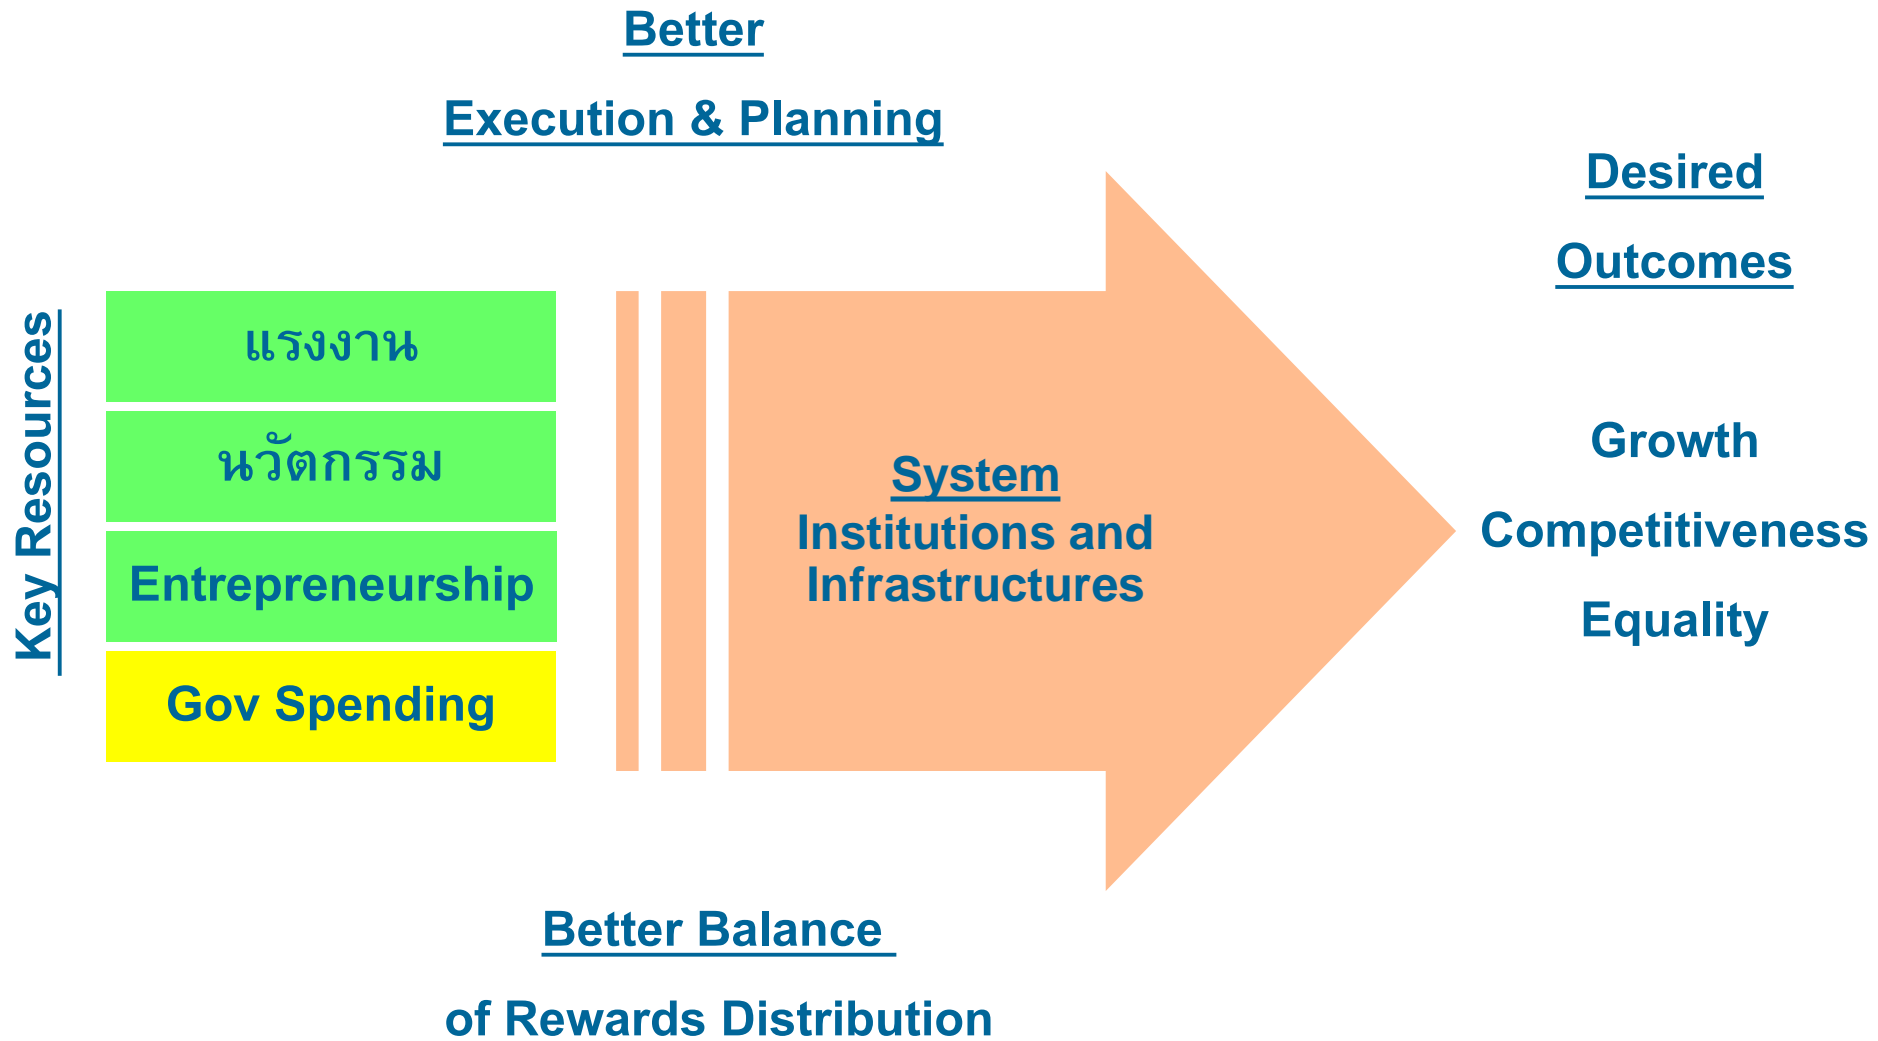 Better
Execution & Planning
Desired
Outcomes
Key Resources
แรงงาน
นวัตกรรม
Entrepreneurship
Gov Spending
System
Institutions and
Infrastructures
Growth
Competitiveness
Equality
Better Balance
of Rewards Distribution